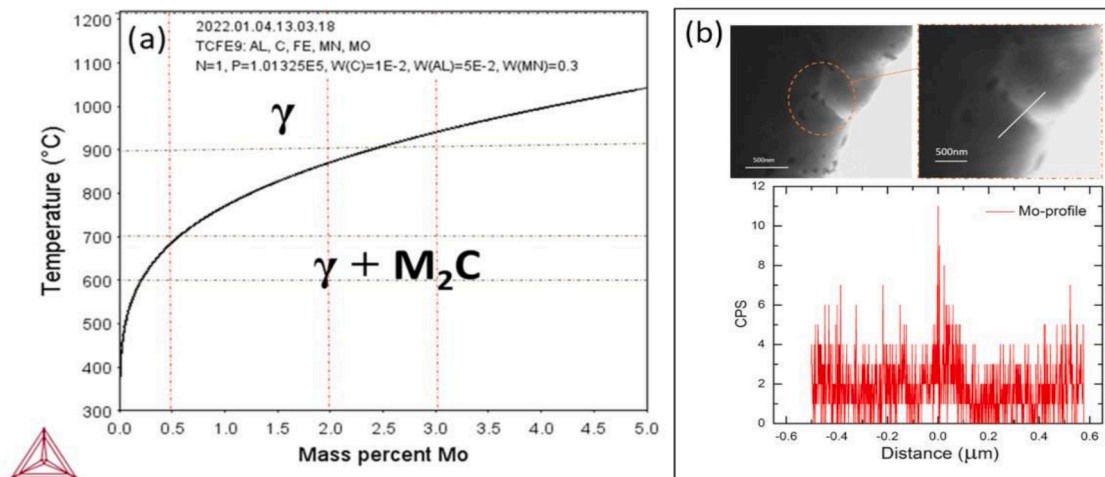 (a)
2022.01.04.13.03.18
TCFE9: AL, C, FE, MN, MO
N=1, P=1.01325E5, W(C)=1E-2, W(AL)=5E-2, W(MN)=0.3
γ
γ + M₂C
Temperature (°C)
1200
1100
1000
900
800
700
600
500
400
300
0.0 0.5 1.0 1.5 2.0 2.5 3.0 3.5 4.0 4.5 5.0
Mass percent Mo
(b)
500nm
500nm
Mo-profile
CPS
12
10
8
6
4
2
0
-0.6 -0.4 -0.2 0.0 0.2 0.4 0.6
Distance (μm)